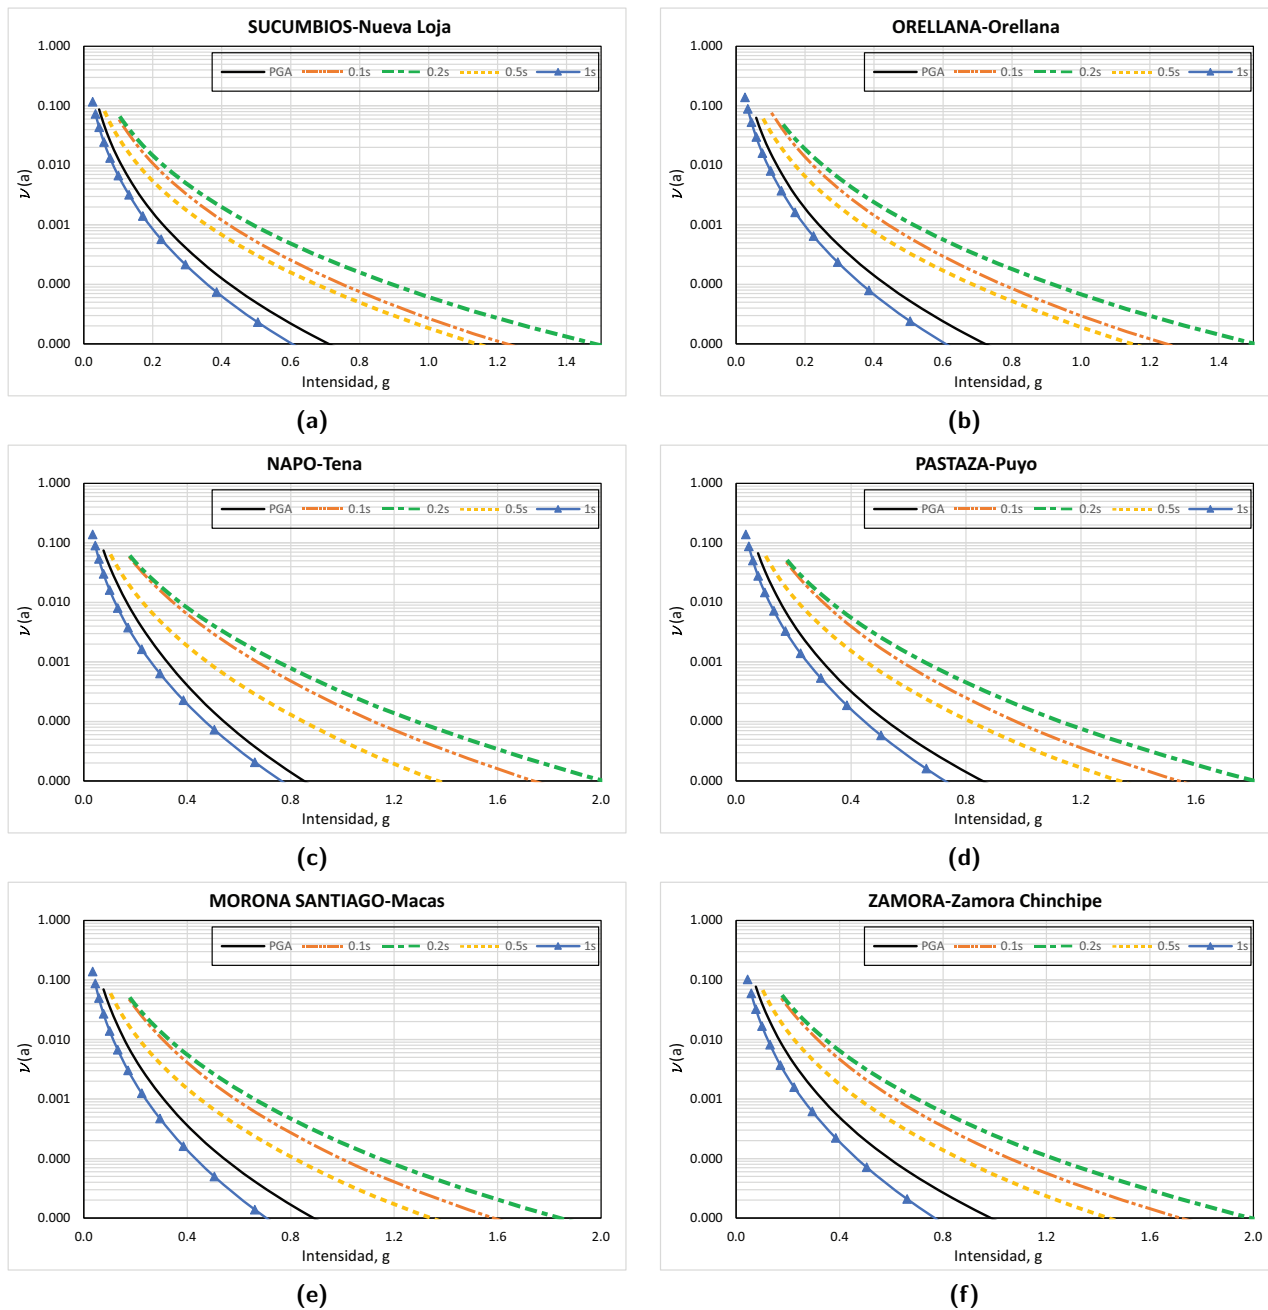 SUCUMBIOS-Nueva Loja
1.000
PGA 0.1s 0.2s 0.5s 1s
0.100
0.010
ν(a)
0.001
0.000
0.000
0.0 0.2 0.4 0.6 0.8 1.0 1.2 1.4
Intensidad, g
(a)
ORELLANA-Orellana
1.000
PGA 0.1s 0.2s 0.5s 1s
0.100
0.010
ν(a)
0.001
0.000
0.000
0.0 0.2 0.4 0.6 0.8 1.0 1.2 1.4
Intensidad, g
(b)
NAPO-Tena
1.000
PGA 0.1s 0.2s 0.5s 1s
0.100
0.010
ν(a)
0.001
0.000
0.000
0.0 0.4 0.8 1.2 1.6 2.0
Intensidad, g
(c)
PASTAZA-Puyo
1.000
PGA 0.1s 0.2s 0.5s 1s
0.100
0.010
ν(a)
0.001
0.000
0.000
0.0 0.4 0.8 1.2 1.6
Intensidad, g
(d)
MORONA SANTIAGO-Macas
1.000
PGA 0.1s 0.2s 0.5s 1s
0.100
0.010
ν(a)
0.001
0.000
0.000
0.0 0.4 0.8 1.2 1.6 2.0
Intensidad, g
(e)
ZAMORA-Zamora Chinchipe
1.000
PGA 0.1s 0.2s 0.5s 1s
0.100
0.010
ν(a)
0.001
0.000
0.000
0.0 0.4 0.8 1.2 1.6 2.0
Intensidad, g
(f)